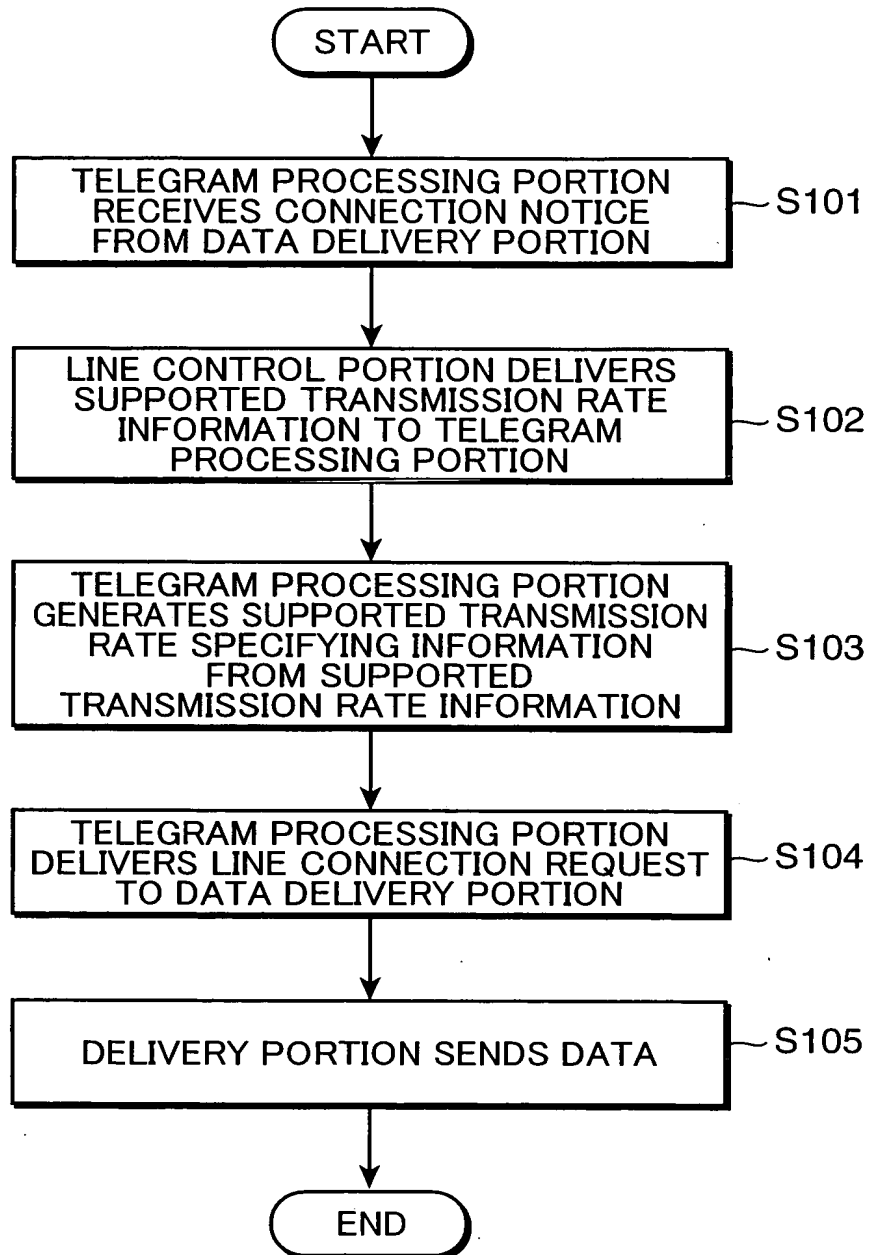 START
TELEGRAM PROCESSING PORTION
RECEIVES CONNECTION NOTICE
FROM DATA DELIVERY PORTION
S101
LINE CONTROL PORTION DELIVERS
SUPPORTED TRANSMISSION RATE
INFORMATION TO TELEGRAM
PROCESSING PORTION
S102
TELEGRAM PROCESSING PORTION
GENERATES SUPPORTED TRANSMISSION
RATE SPECIFYING INFORMATION
FROM SUPPORTED
TRANSMISSION RATE INFORMATION
S103
TELEGRAM PROCESSING PORTION
DELIVERS LINE CONNECTION REQUEST
TO DATA DELIVERY PORTION
S104
DELIVERY PORTION SENDS DATA
S105
END